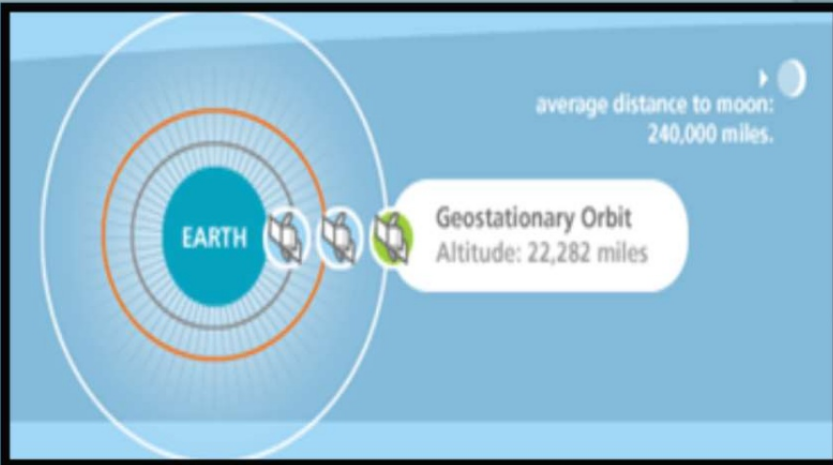 average distance to moon:
240,000 miles.
EARTH
Geostationary Orbit
Altitude: 22,282 miles